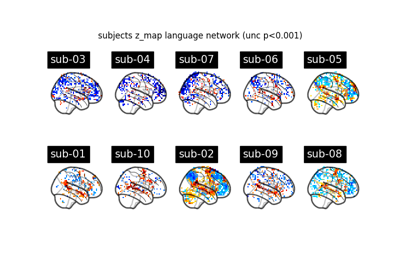 subjects z_map language network (unc p<0.001)
sub-03 sub-04 sub-07 sub-06 sub-05
sub-01 sub-10 sub-02 sub-09 sub-08